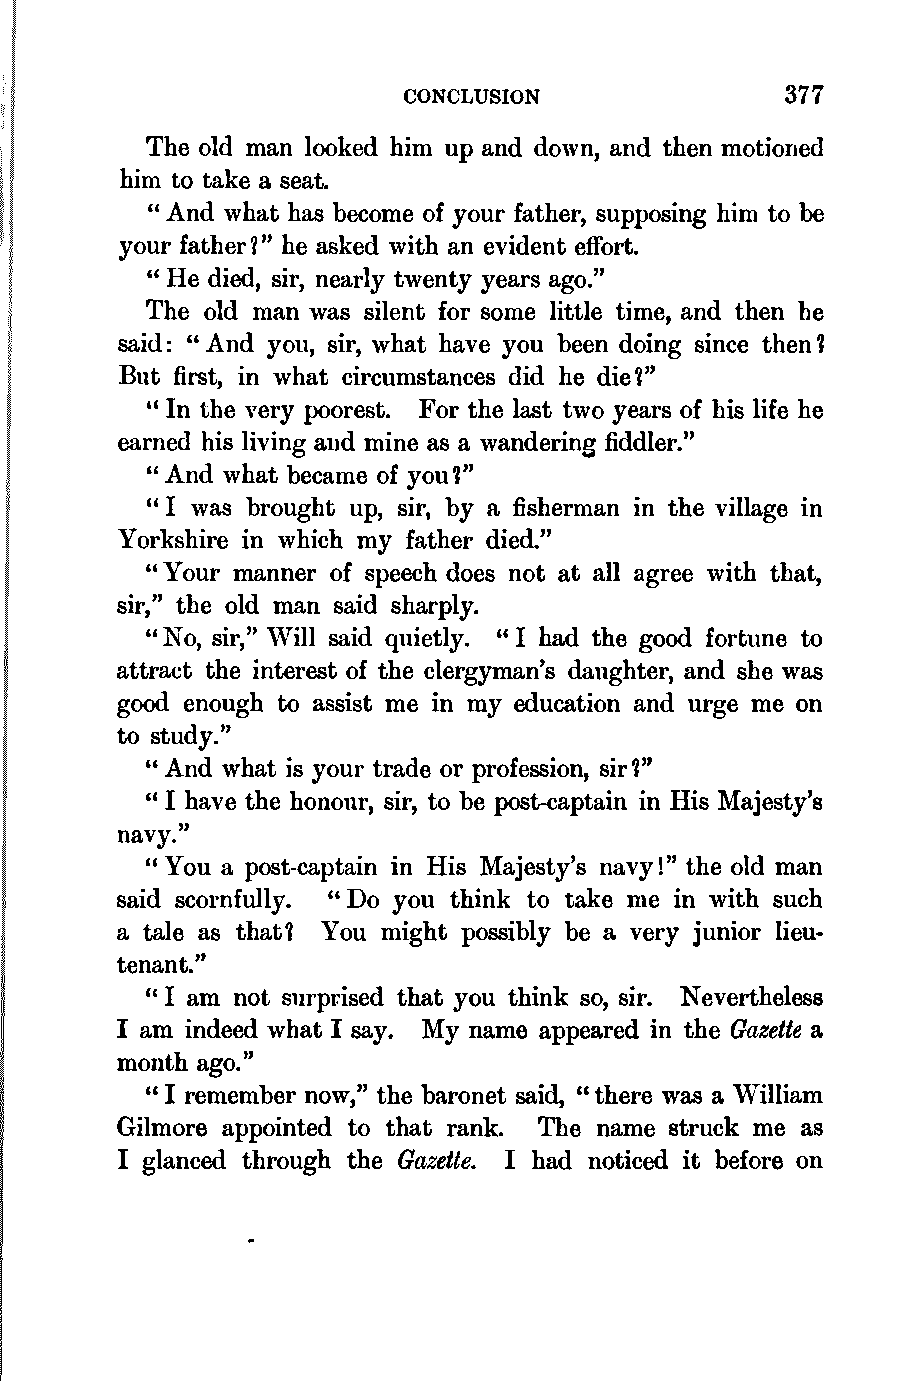 CONCLUSION 377
The old man looked him up and down, and then motioned
him to take a seat.
“And what has become of your father, supposing him to be
your father?” he asked with an evident effort.
“He died, sir, nearly twenty years ago.”
The old man was silent for some little time, and then he
said: “And you, sir, what have you been doing since then?
But first, in what circumstances did he die?”
“In the very poorest. For the last two years of his life he
earned his living and mine as a wandering fiddler.”
“And what became of you?”
“I was brought up, sir, by a fisherman in the village in
Yorkshire in which my father died.”
“Your manner of speech does not at all agree with that,
sir,” the old man said sharply.
“No, sir,” Will said quietly. “I had the good fortune to
attract the interest of the clergyman’s daughter, and she was
good enough to assist me in my education and urge me on
to study.”
“And what is your trade or profession, sir?”
“I have the honour, sir, to be post-captain in His Majesty’s
navy.”
“You a post-captain in His Majesty’s navy!” the old man
said scornfully. “Do you think to take me in with such
a tale as that? You might possibly be a very junior lieu-
tenant.”
“I am not surprised that you think so, sir. Nevertheless
I am indeed what I say. My name appeared in the Gazette a
month ago.”
“I remember now,” the baronet said, “there was a William
Gilmore appointed to that rank. The name struck me as
I glanced through the Gazette. I had noticed it before on